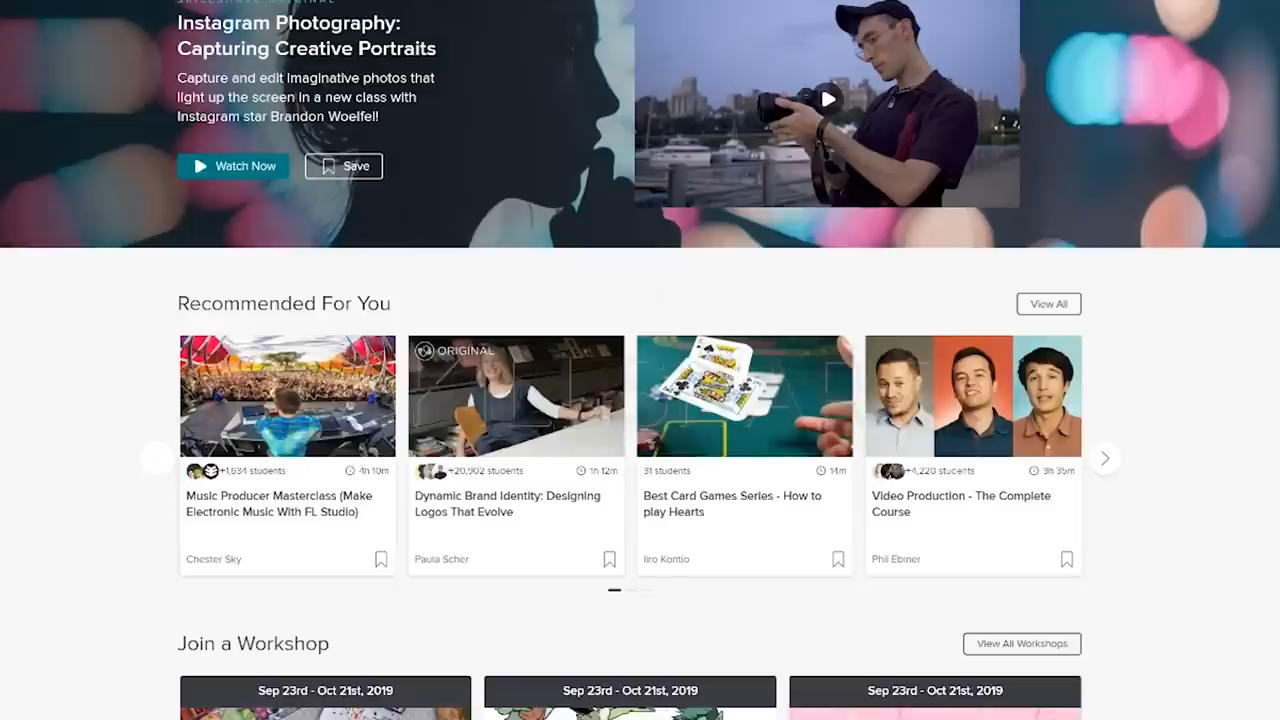 SKILLSHARE ORIGINAL
Instagram Photography:
Capturing Creative Portraits
Capture and edit imaginative photos that
light up the screen in a new class with
Instagram star Brandon Woelfel!
Watch Now
Save
Recommended For You
View All
ORIGINAL
+1,634 students
4h 10m
Music Producer Masterclass (Make
Electronic Music With FL Studio)
Chester Sky
+20,902 students
1h 12m
Dynamic Brand Identity: Designing
Logos That Evolve
Paula Scher
31 students
14m
Best Card Games Series - How to
play Hearts
Iiro Kontio
+4,220 students
3h 35m
Video Production - The Complete
Course
Phil Ebiner
Join a Workshop
View All Workshops
Sep 23rd - Oct 21st, 2019
Sep 23rd - Oct 21st, 2019
Sep 23rd - Oct 21st, 2019